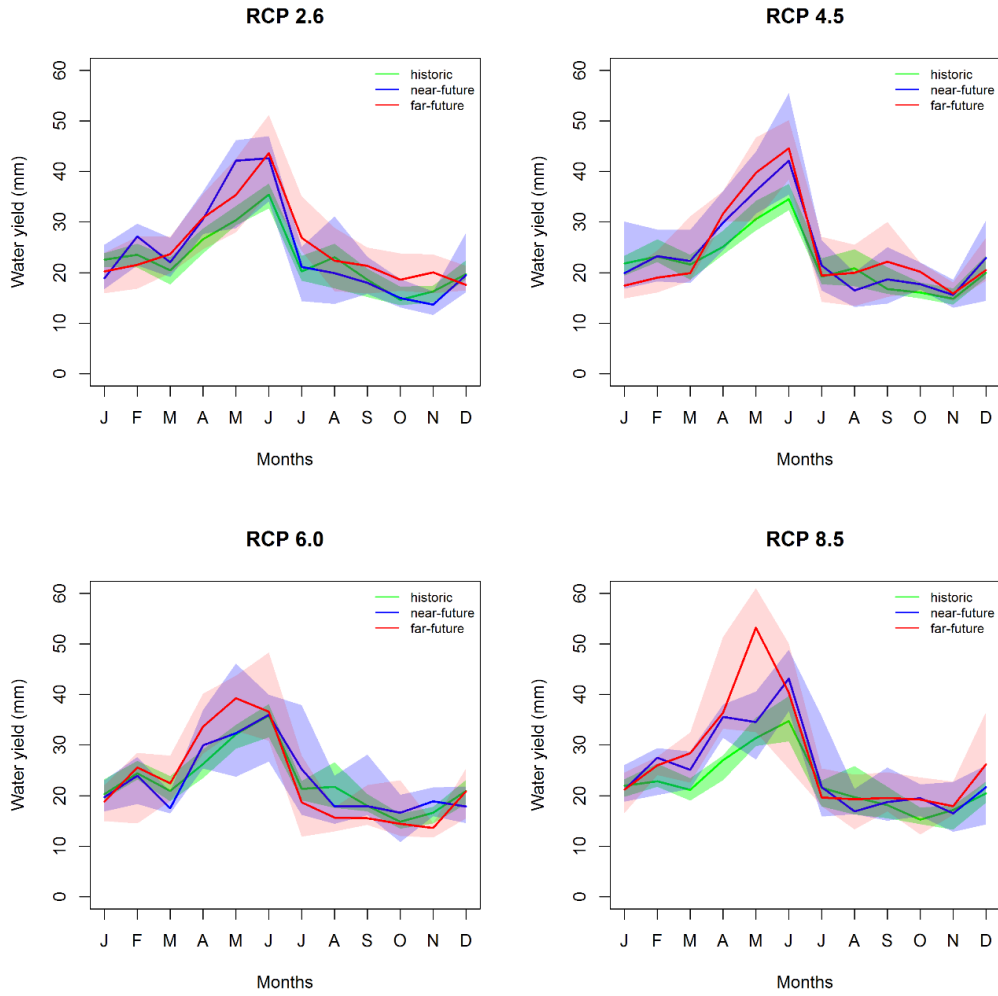 RCP 2.6
Water yield (mm)
60
50
40
30
20
10
0
historic
near-future
far-future
J F M A M J J A S O N D
Months
RCP 4.5
Water yield (mm)
60
50
40
30
20
10
0
historic
near-future
far-future
J F M A M J J A S O N D
Months
RCP 6.0
Water yield (mm)
60
50
40
30
20
10
0
historic
near-future
far-future
J F M A M J J A S O N D
Months
RCP 8.5
Water yield (mm)
60
50
40
30
20
10
0
historic
near-future
far-future
J F M A M J J A S O N D
Months